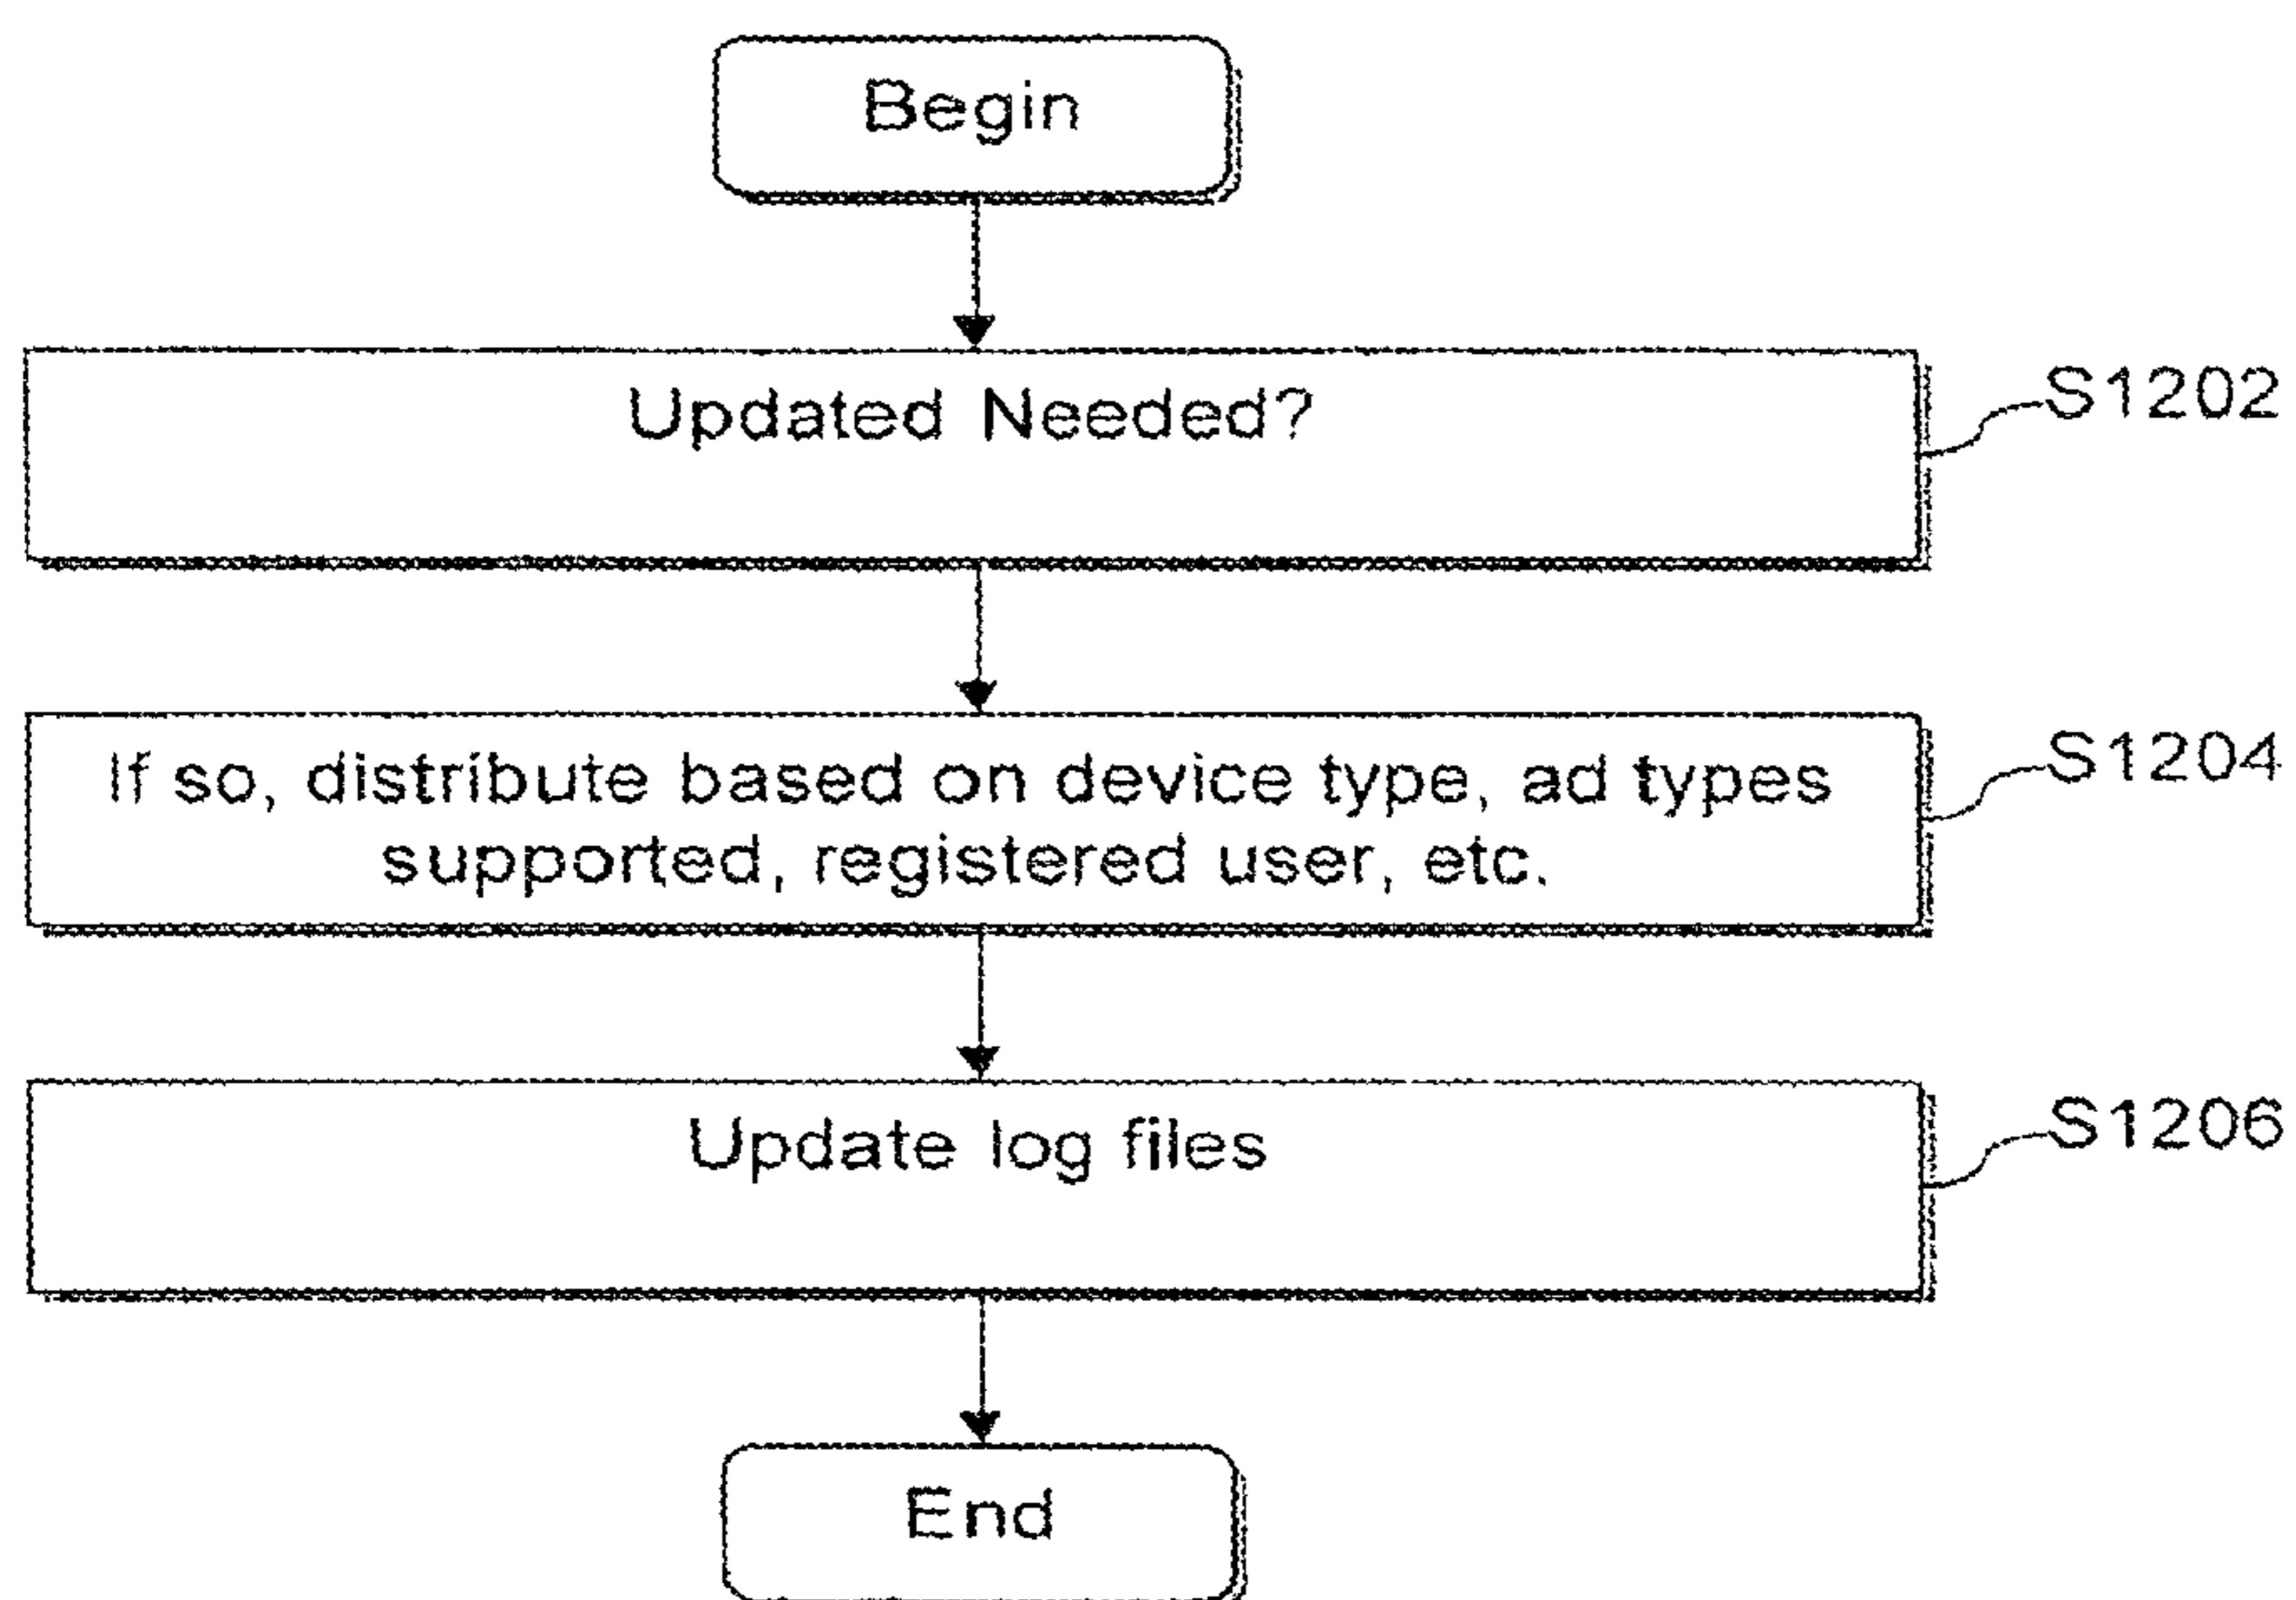 Begin
Updated Needed?
S1202
If so, distribute based on device type, ad types
supported, registered user, etc.
S1204
Update log files
S1206
End